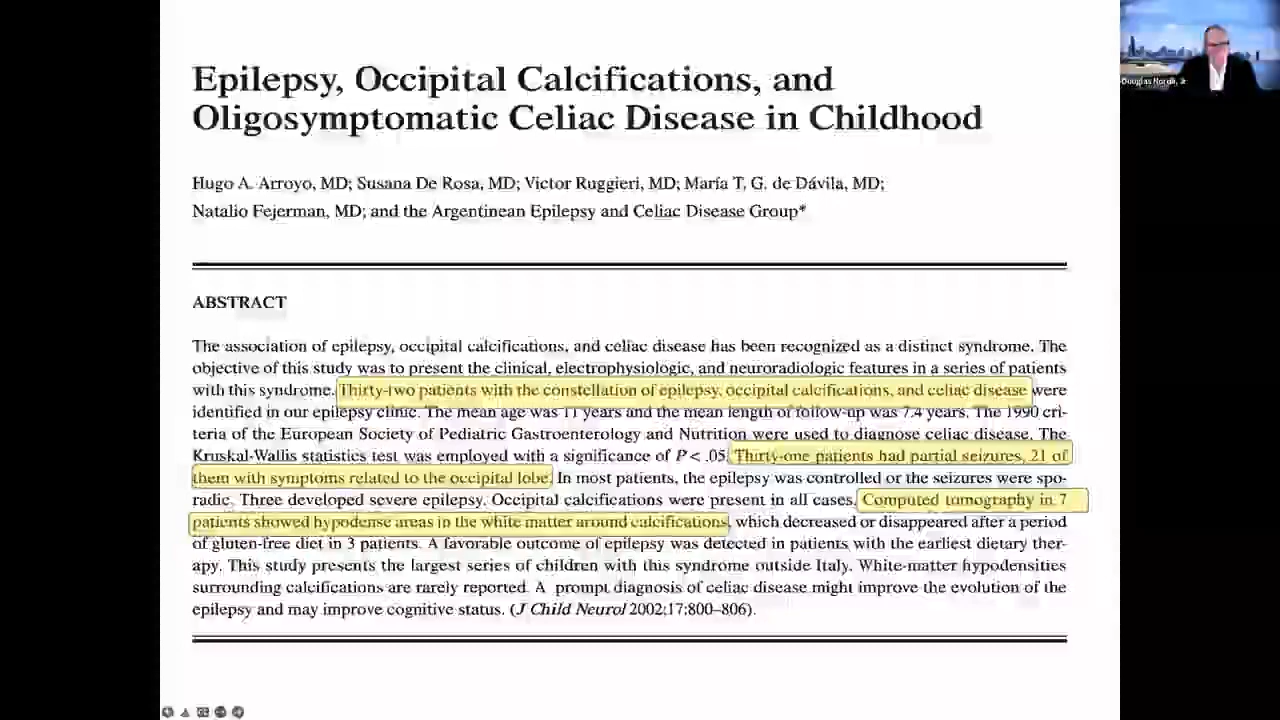 Epilepsy, Occipital Calcifications, and
Oligosymptomatic Celiac Disease in Childhood
Hugo A. Arroyo, MD; Susana De Rosa, MD; Victor Ruggieri, MD; María T. G. de Dávila, MD;
Natalio Fejerman, MD; and the Argentinean Epilepsy and Celiac Disease Group*
ABSTRACT
The association of epilepsy, occipital calcifications, and celiac disease has been recognized as a distinct syndrome. The
objective of this study was to present the clinical, electrophysiologic, and neuroradiologic features in a series of patients
with this syndrome. Thirty-two patients with the constellation of epilepsy, occipital calcifications, and celiac disease were
identified in our epilepsy clinic. The mean age was 11 years and the mean length of follow-up was 7.4 years. The 1990 cri-
teria of the European Society of Pediatric Gastroenterology and Nutrition were used to diagnose celiac disease. The
Kruskal-Wallis statistics test was employed with a significance of P < .05. Thirty-one patients had partial seizures, 21 of
them with symptoms related to the occipital lobe. In most patients, the epilepsy was controlled or the seizures were spo-
radic. Three developed severe epilepsy. Occipital calcifications were present in all cases. Computed tomography in 7
patients showed hypodense areas in the white matter around calcifications, which decreased or disappeared after a period
of gluten-free diet in 3 patients. A favorable outcome of epilepsy was detected in patients with the earliest dietary ther-
apy. This study presents the largest series of children with this syndrome outside Italy. White-matter hypodensities
surrounding calcifications are rarely reported. A prompt diagnosis of celiac disease might improve the evolution of the
epilepsy and may improve cognitive status. (J Child Neurol 2002;17:800–806).
Douglas